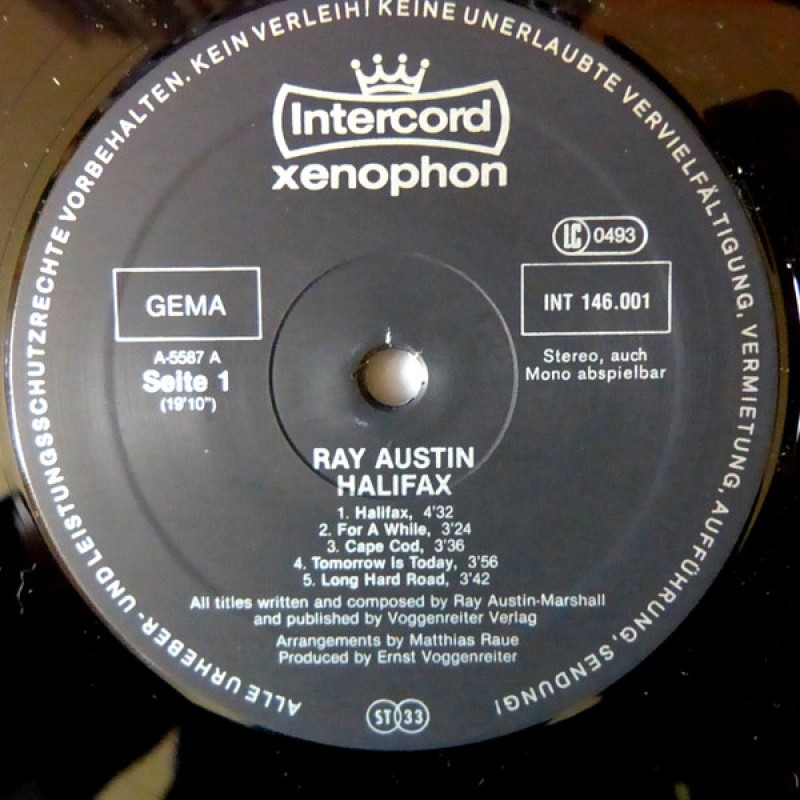 ALLE URHEBER- UND LEISTUNGSSCHUTZRECHTE VORBEHALTEN. KEIN VERLEIH! KEINE UNERLAUBTE VERVIELFÄLTIGUNG, VERMIETUNG, AUFFÜHRUNG, SENDUNG!
Intercord
xenophon
LC 0493
GEMA
INT 146.001
A-5587 A
Seite 1
(19'10")
Stereo, auch
Mono abspielbar
RAY AUSTIN
HALIFAX
1. Halifax, 4'32
2. For A While, 3'24
3. Cape Cod, 3'36
4. Tomorrow Is Today, 3'56
5. Long Hard Road, 3'42
All titles written and composed by Ray Austin-Marshall
and published by Voggenreiter Verlag
Arrangements by Matthias Raue
Produced by Ernst Voggenreiter
ST 33